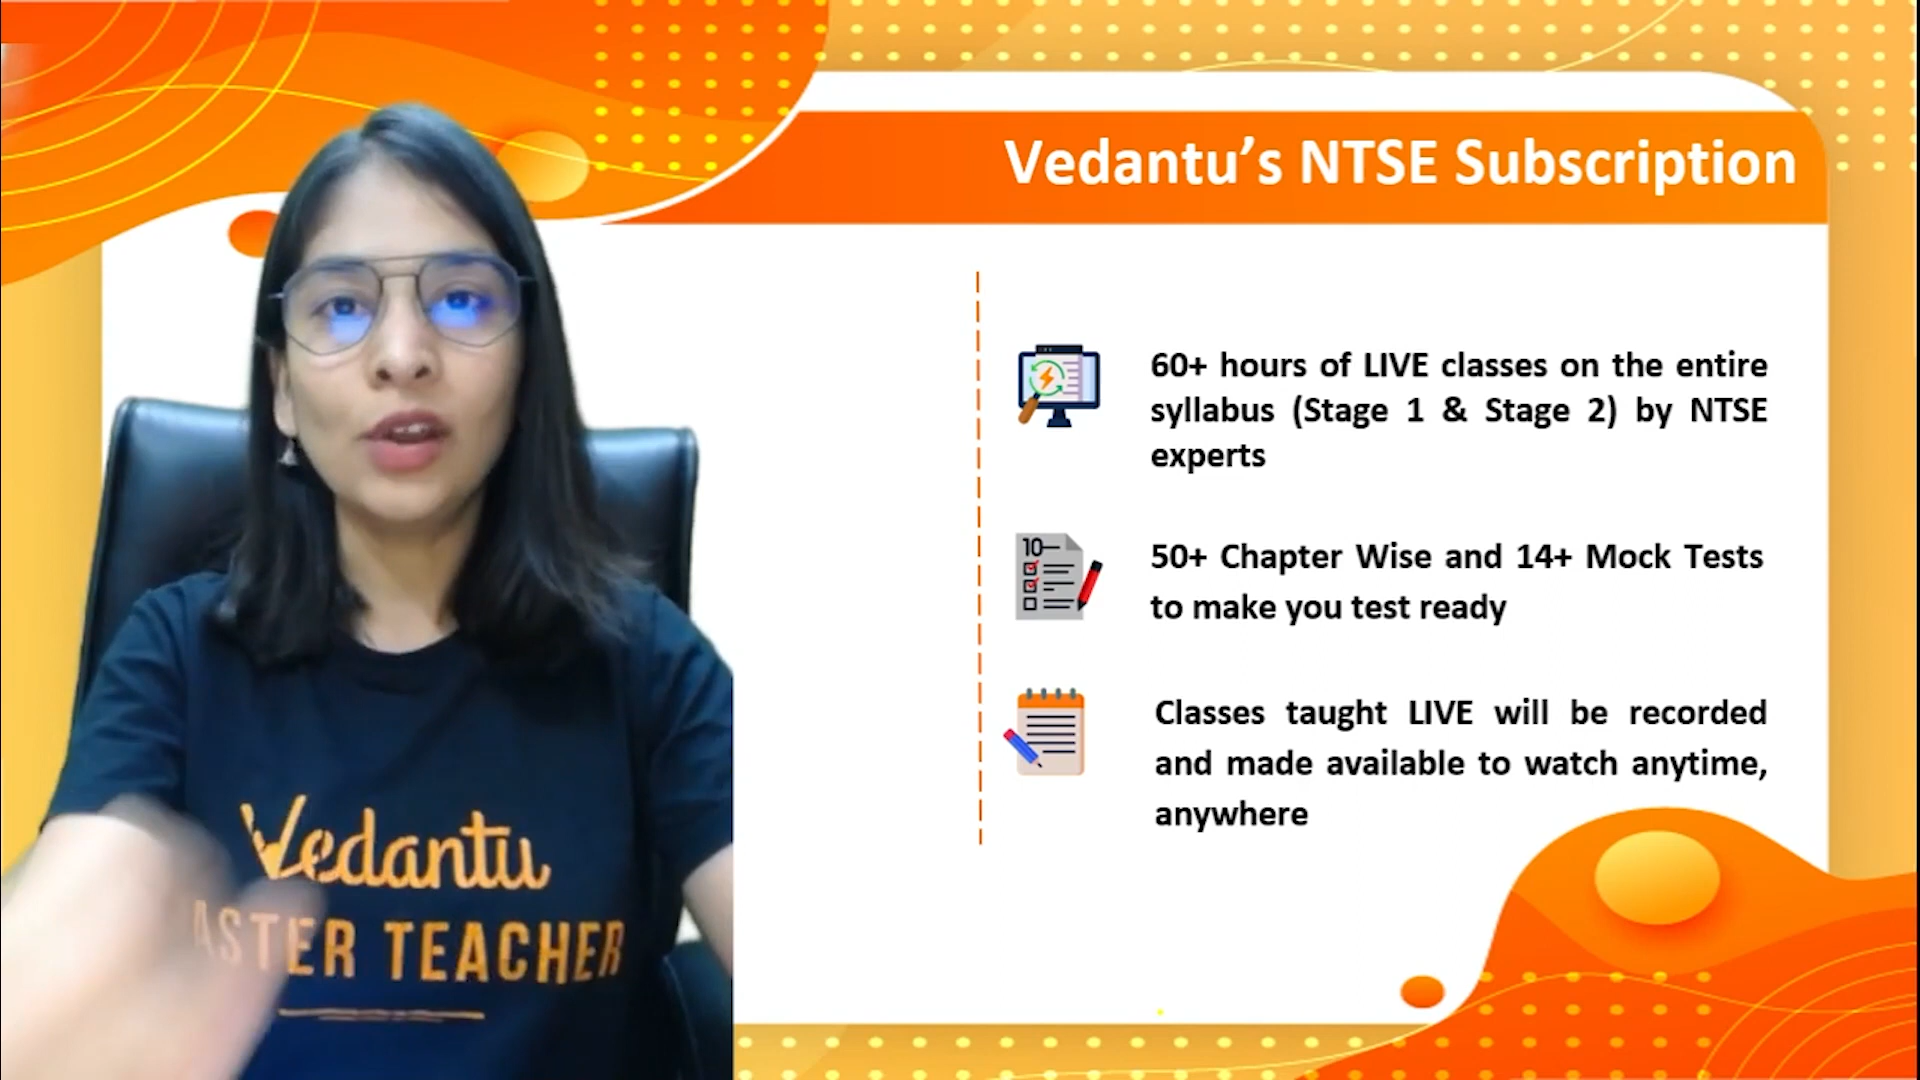 Vedantu’s NTSE Subscription
60+ hours of LIVE classes on the entire
syllabus (Stage 1 & Stage 2) by NTSE
experts
10
50+ Chapter Wise and 14+ Mock Tests
to make you test ready
Classes taught LIVE will be recorded
and made available to watch anytime,
anywhere
Vedantu
ASTER TEACHER